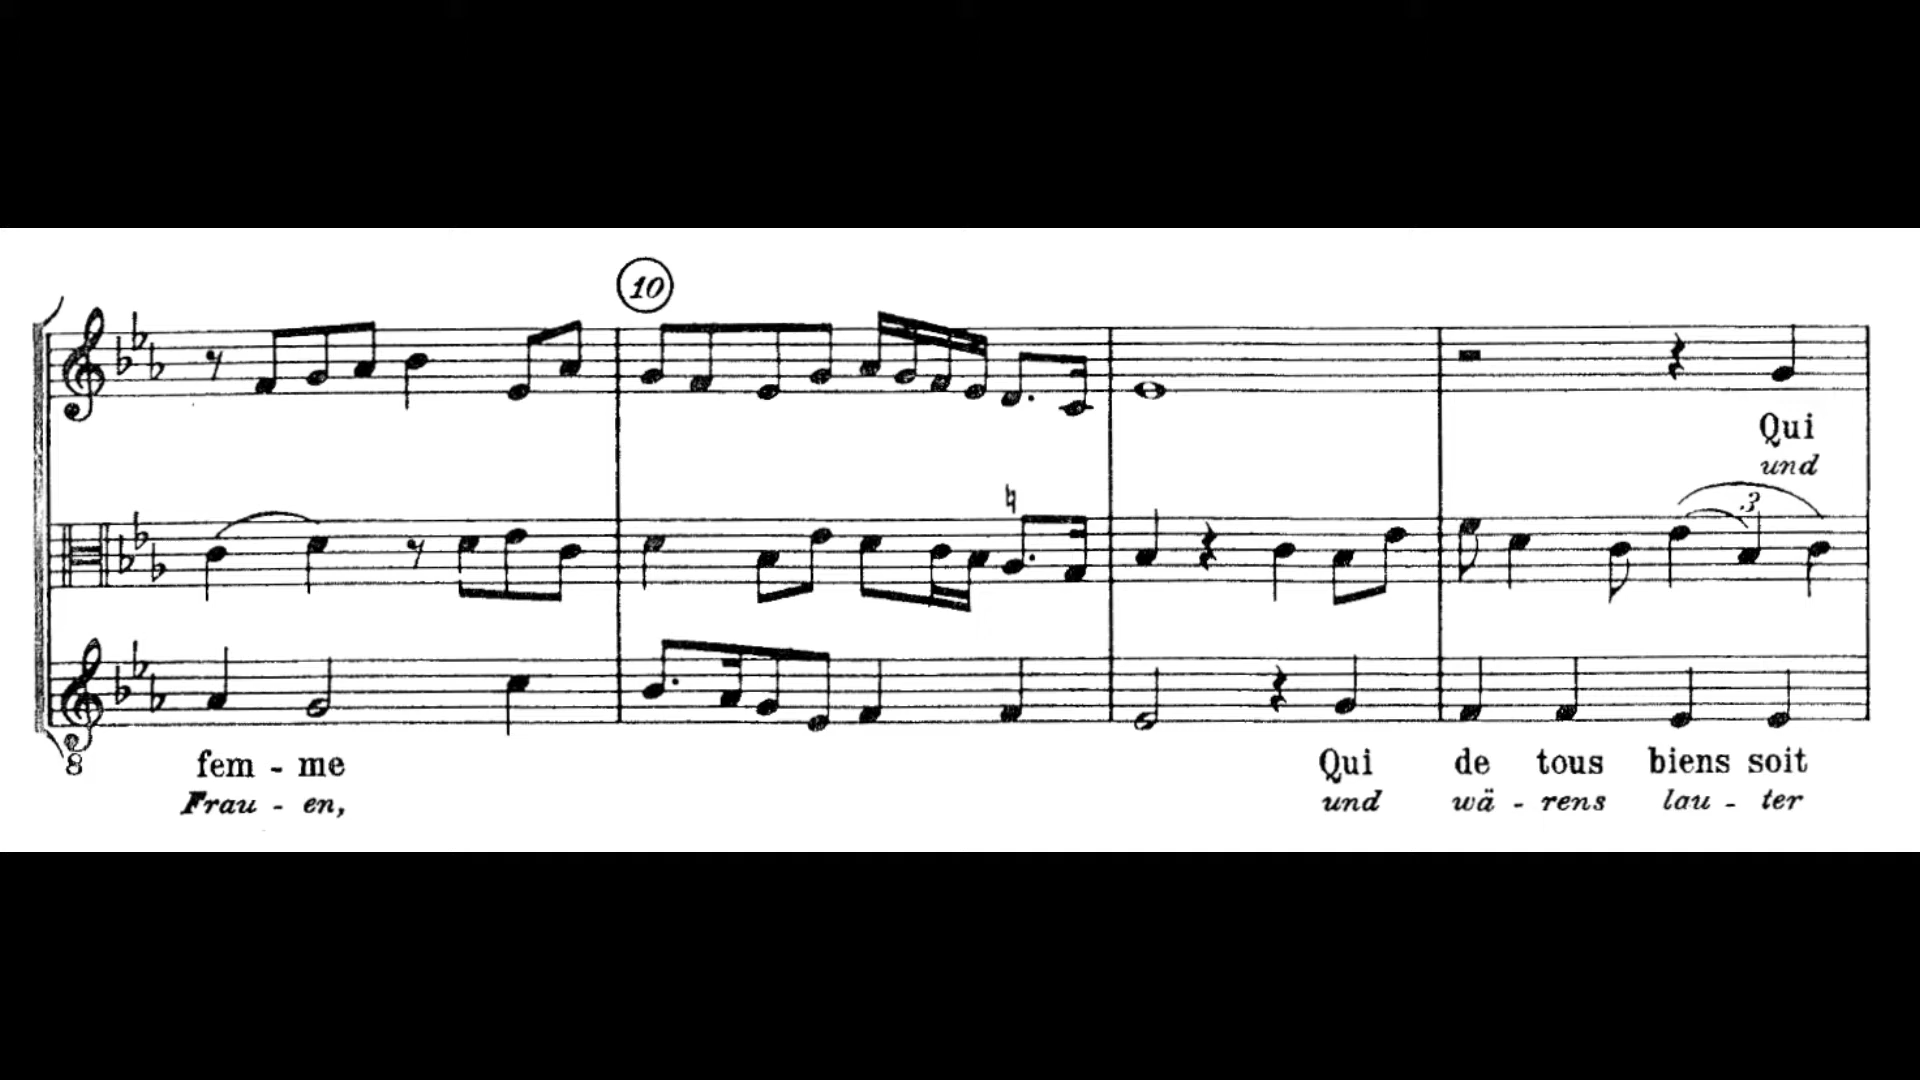 10
Qui
und
3
8
fem - me Qui de tous biens soit
Frau - en, und wä - rens lau - ter